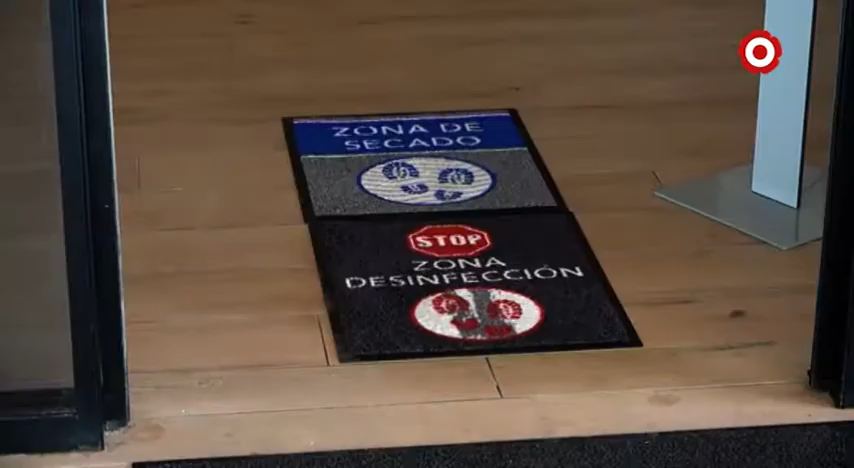 ZONA DE
SECADO
STOP
ZONA
DESINFECCIÓN